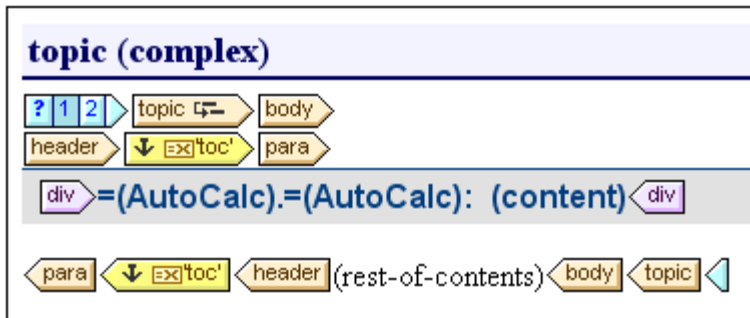 topic (complex)
? 1 2 topic body
header 'toc' para
div =(AutoCalc).=(AutoCalc): (content) div
para 'toc' header (rest-of-contents) body topic